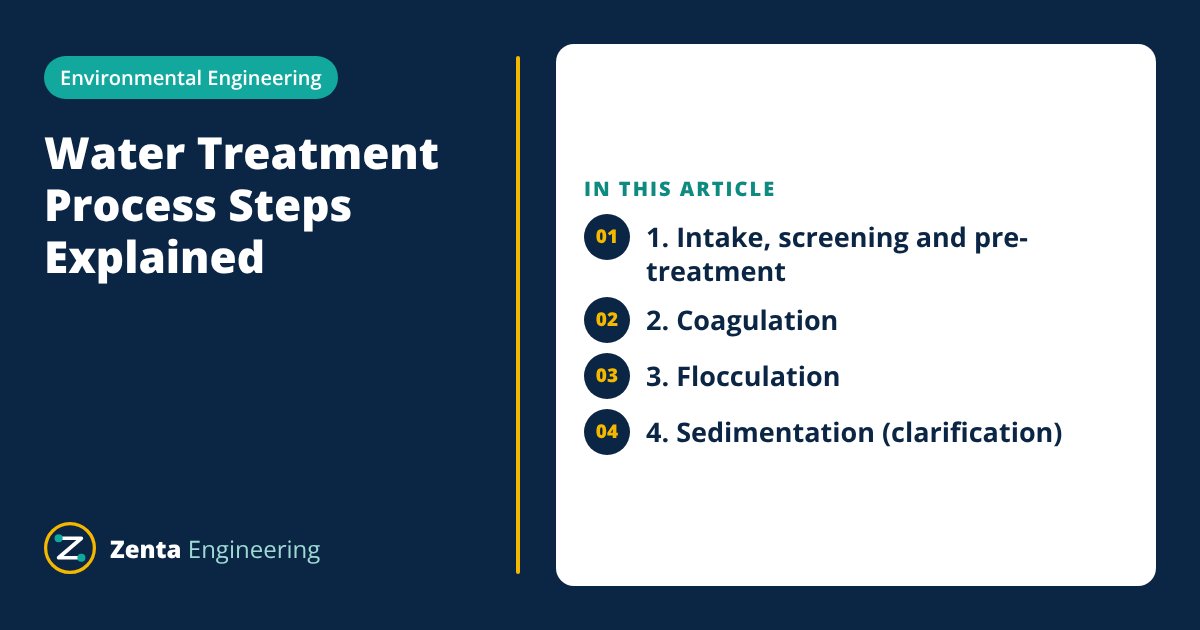 Environmental Engineering
Water Treatment
Process Steps
Explained
Zenta Engineering
IN THIS ARTICLE
01 1. Intake, screening and pre-
treatment
02 2. Coagulation
03 3. Flocculation
04 4. Sedimentation (clarification)